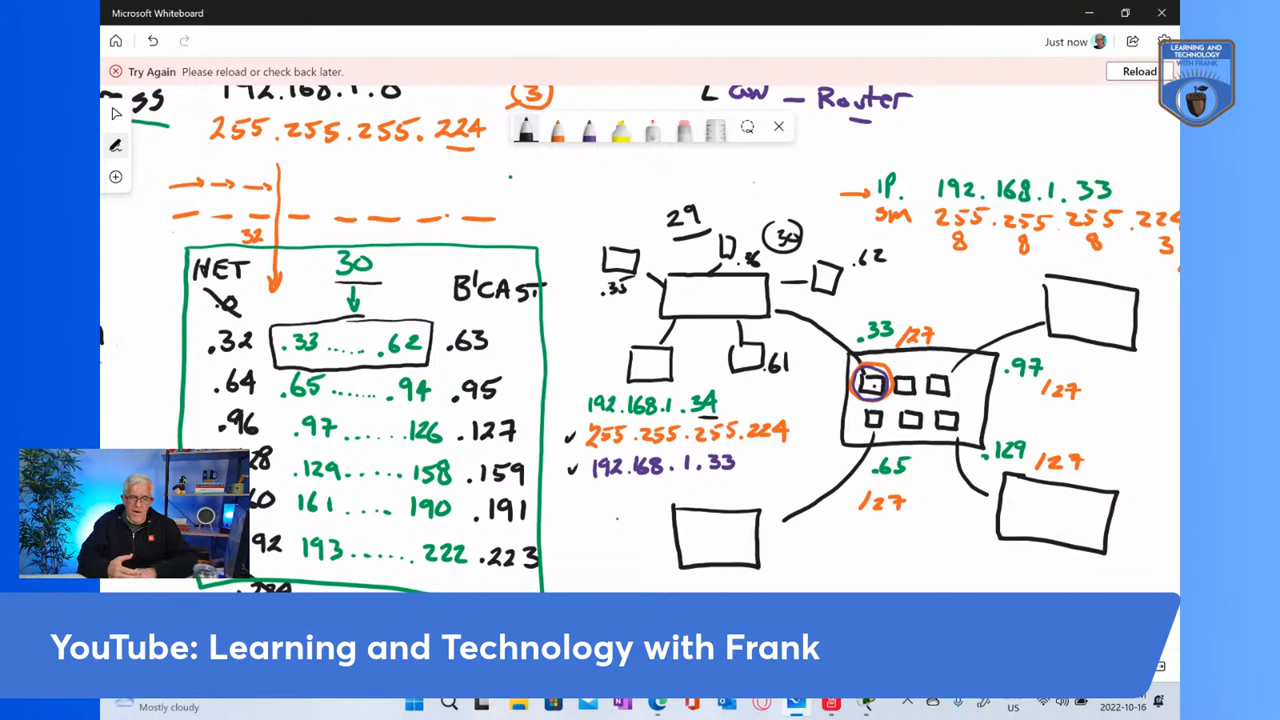 Microsoft Whiteboard
Just now
Try Again Please reload or check back later.
Reload
LEARNING AND
TECHNOLOGY
WITH FRANK
192.168.1.0
255.255.255.224
3
Router
29
30
.62
.61
IP. 192.168.1.33
SM 255.255.255.224
8 8 8 3
32
NET 30 B'CAST
.0
.32 .33......62 .63
.64 .65......94 .95
.96 .97......126 .127
28 .129......158 .159
60 161......190 .191
92 193......222 .223
.33 /27
.97
/27
.129 /27
.65
/27
192.168.1.34
255.255.255.224
192.168.1.33
YouTube: Learning and Technology with Frank
Mostly cloudy
US
2022-10-16